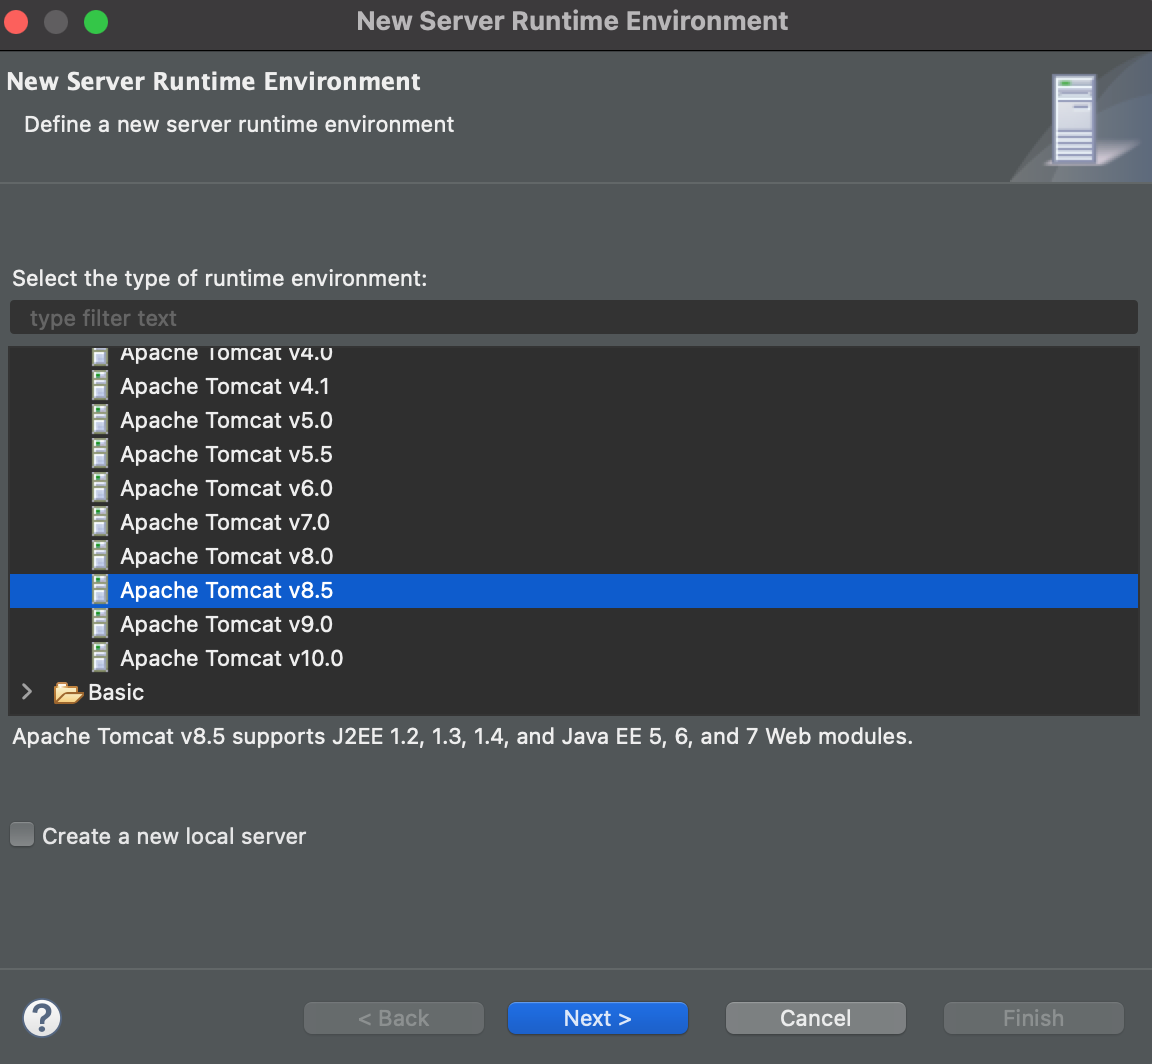 New Server Runtime Environment
New Server Runtime Environment
Define a new server runtime environment
Select the type of runtime environment:
type filter text
Apache Tomcat v4.0
Apache Tomcat v4.1
Apache Tomcat v5.0
Apache Tomcat v5.5
Apache Tomcat v6.0
Apache Tomcat v7.0
Apache Tomcat v8.0
Apache Tomcat v8.5
Apache Tomcat v9.0
Apache Tomcat v10.0
Basic
Apache Tomcat v8.5 supports J2EE 1.2, 1.3, 1.4, and Java EE 5, 6, and 7 Web modules.
Create a new local server
? < Back Next > Cancel Finish